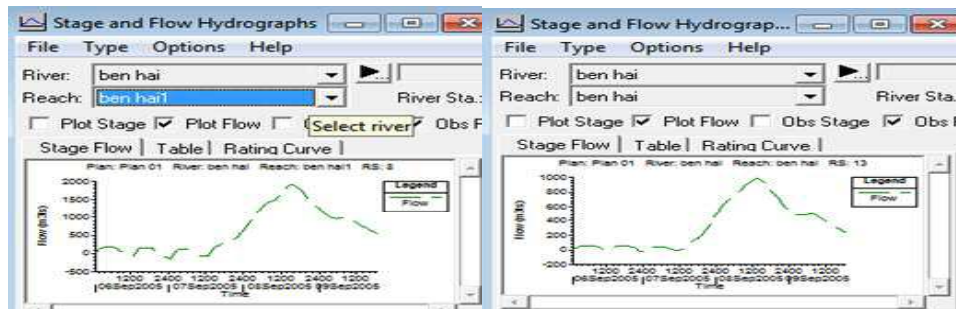 Stage and Flow Hydrographs
File Type Options Help
River: ben hai
Reach: ben hai1 River Sta.:
Plot Stage Plot Flow Select river Obs F
Stage Flow Table Rating Curve
Plan: Plan 01 River: ben hai Reach: ben hai1 RS: 8
Legend
Flow
Flow (m3/s)
2000
1500
1000
500
0
-500
1200 2400 1200 2400 1200 2400 1200
06Sep2005 07Sep2005 08Sep2005 09Sep2005
Time
Stage and Flow Hydrograp...
File Type Options Help
River: ben hai
Reach: ben hai River Sta.
Plot Stage Plot Flow Obs Stage Obs F
Stage Flow Table Rating Curve
Plan: Plan 01 River: ben hai Reach: ben hai RS: 13
Legend
Flow
Flow (m3/s)
1000
800
600
400
200
0
-200
1200 2400 1200 2400 1200 2400 1200
06Sep2005 07Sep2005 08Sep2005 09Sep2005
Time